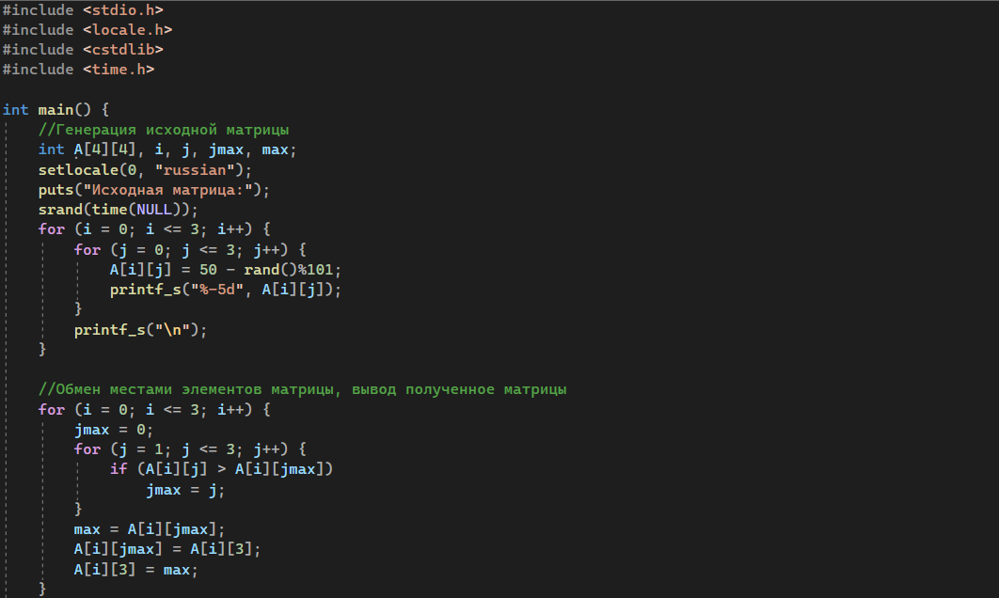 #include <stdio.h>
#include <locale.h>
#include <cstdlib>
#include <time.h>
int main() {
//Генерация исходной матрицы
int A[4][4], i, j, jmax, max;
setlocale(0, "russian");
puts("Исходная матрица:");
srand(time(NULL));
for (i = 0; i <= 3; i++) {
for (j = 0; j <= 3; j++) {
A[i][j] = 50 - rand()%101;
printf_s("%-5d", A[i][j]);
}
printf_s("\n");
}
//Обмен местами элементов матрицы, вывод полученное матрицы
for (i = 0; i <= 3; i++) {
jmax = 0;
for (j = 1; j <= 3; j++) {
if (A[i][j] > A[i][jmax])
jmax = j;
}
max = A[i][jmax];
A[i][jmax] = A[i][3];
A[i][3] = max;
}